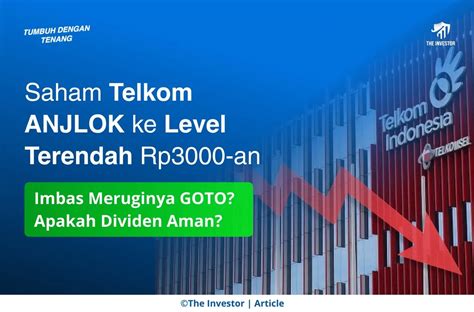 TUMBUH DENGAN
TENANG
THE INVESTOR
Saham Telkom
ANJLOK ke Level
Terendah Rp3000-an
Imbas Meruginya GOTO?
Apakah Dividen Aman?
Telkom
Indonesia
TELKOMSEL
©The Investor | Article